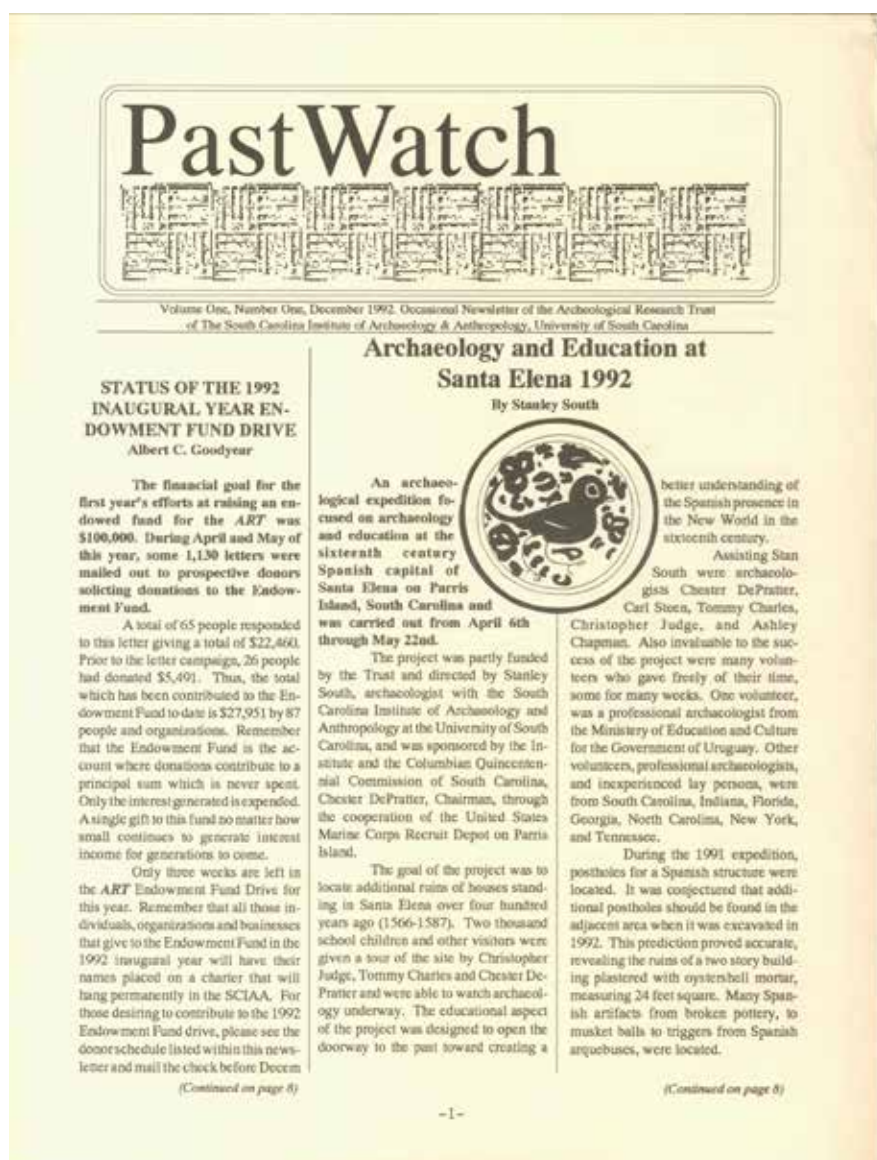 PastWatch
Volume One, Number One, December 1992. Occasional Newsletter of the Archeological Research Trust
of The South Carolina Institute of Archaeology & Anthropology, University of South Carolina
STATUS OF THE 1992
INAUGURAL YEAR EN-
DOWMENT FUND DRIVE
Albert C. Goodyear
The financial goal for the
first year's efforts at raising an en-
dowed fund for the ART was
$100,000. During April and May of
this year, some 1,130 letters were
mailed out to prospective donors
solicting donations to the Endow-
ment Fund.
A total of 65 people responded
to this letter giving a total of $22,460.
Prior to the letter campaign, 26 people
had donated $5,491. Thus, the total
which has been contributed to the En-
dowment Fund to date is $27,951 by 87
people and organizations. Remember
that the Endowment Fund is the ac-
count where donations contribute to a
principal sum which is never spent.
Only the interest generated is expended.
A single gift to this fund no matter how
small continues to generate interest
income for generations to come.
Only three weeks are left in
the ART Endowment Fund Drive for
this year. Remember that all those in-
dividuals, organizations and businesses
that give to the Endowment Fund in the
1992 inaugural year will have their
names placed on a charter that will
hang permanently in the SCIAA. For
those desiring to contribute to the 1992
Endowment Fund drive, please see the
donor schedule listed within this news-
letter and mail the check before Decem
(Continued on page 8)
Archaeology and Education at
Santa Elena 1992
By Stanley South
An archaeo-
logical expedition fo-
cused on archaeology
and education at the
sixteenth century
Spanish capital of
Santa Elena on Parris
Island, South Carolina and
was carried out from April 6th
through May 22nd.
The project was partly funded
by the Trust and directed by Stanley
South, archaeologist with the South
Carolina Institute of Archaeology and
Anthropology at the University of South
Carolina, and was sponsored by the In-
stitute and the Columbian Quincenten-
nial Commission of South Carolina,
Chester DePratter, Chairman, through
the cooperation of the United States
Marine Corps Recruit Depot on Parris
Island.
The goal of the project was to
locate additional ruins of houses stand-
ing in Santa Elena over four hundred
years ago (1566-1587). Two thousand
school children and other visitors were
given a tour of the site by Christopher
Judge, Tommy Charles and Chester De-
Pratter and were able to watch archaeol-
ogy underway. The educational aspect
of the project was designed to open the
doorway to the past toward creating a
better understanding of
the Spanish presence in
the New World in the
sixteenth century.
Assisting Stan
South were archaeolo-
gists Chester DePratter,
Carl Steen, Tommy Charles,
Christopher Judge, and Ashley
Chapman. Also invaluable to the suc-
cess of the project were many volun-
teers who gave freely of their time,
some for many weeks. One volunteer,
was a professional archaeologist from
the Ministery of Education and Culture
for the Government of Uruguay. Other
volunteers, professional archaeologists,
and inexperienced lay persons, were
from South Carolina, Indiana, Florida,
Georgia, North Carolina, New York,
and Tennessee.
During the 1991 expedition,
postholes for a Spanish structure were
located. It was conjectured that addi-
tional postholes should be found in the
adjacent area when it was excavated in
1992. This prediction proved accurate,
revealing the ruins of a two story build-
ing plastered with oystershell mortar,
measuring 24 feet square. Many Span-
ish artifacts from broken pottery, to
musket balls to triggers from Spanish
arquebuses, were located.
(Continued on page 8)
-1-